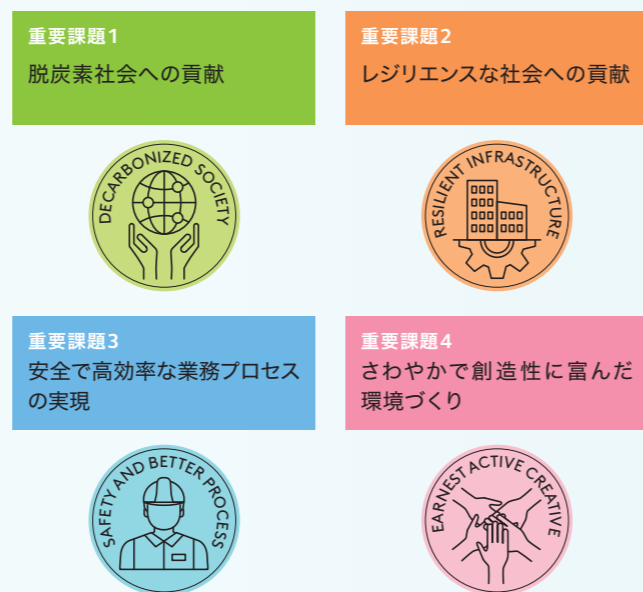 重要課題1
脱炭素社会への貢献
DECARBONIZED SOCIETY
重要課題2
レジリエンスな社会への貢献
RESILIENT INFRASTRUCTURE
重要課題3
安全で高効率な業務プロセス
の実現
SAFETY AND BETTER PROCESS
重要課題4
さわやかで創造性に富んだ
環境づくり
EARNEST ACTIVE CREATIVE